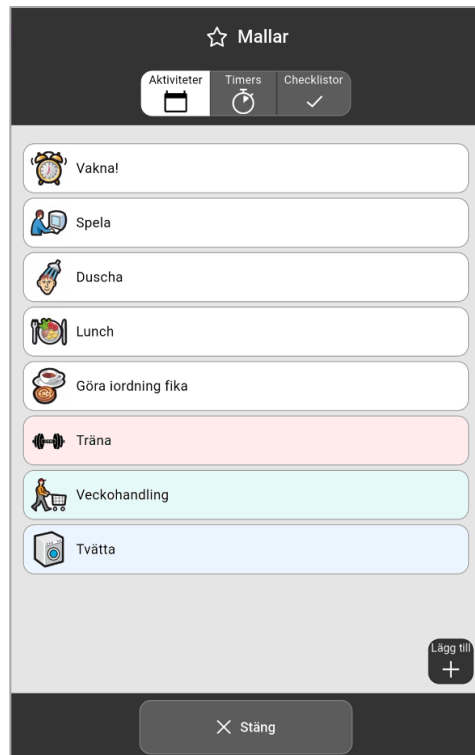 Mallar
Aktiviteter
Timers
Checklistor
Vakna!
Spela
Duscha
Lunch
Göra iordning fika
Träna
Veckohandling
Tvätta
Lägg till
Stäng